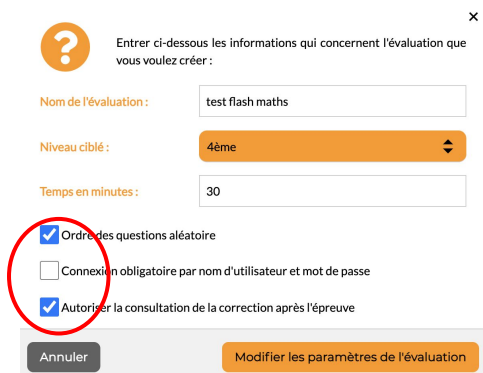 ×
?
Entrer ci-dessous les informations qui concernent l'évaluation que
vous voulez créer :
Nom de l'évaluation :
test flash maths
Niveau ciblé :
4ème
Temps en minutes :
30
Ordre des questions aléatoire
Connexion obligatoire par nom d'utilisateur et mot de passe
Autoriser la consultation de la correction après l'épreuve
Annuler
Modifier les paramètres de l'évaluation